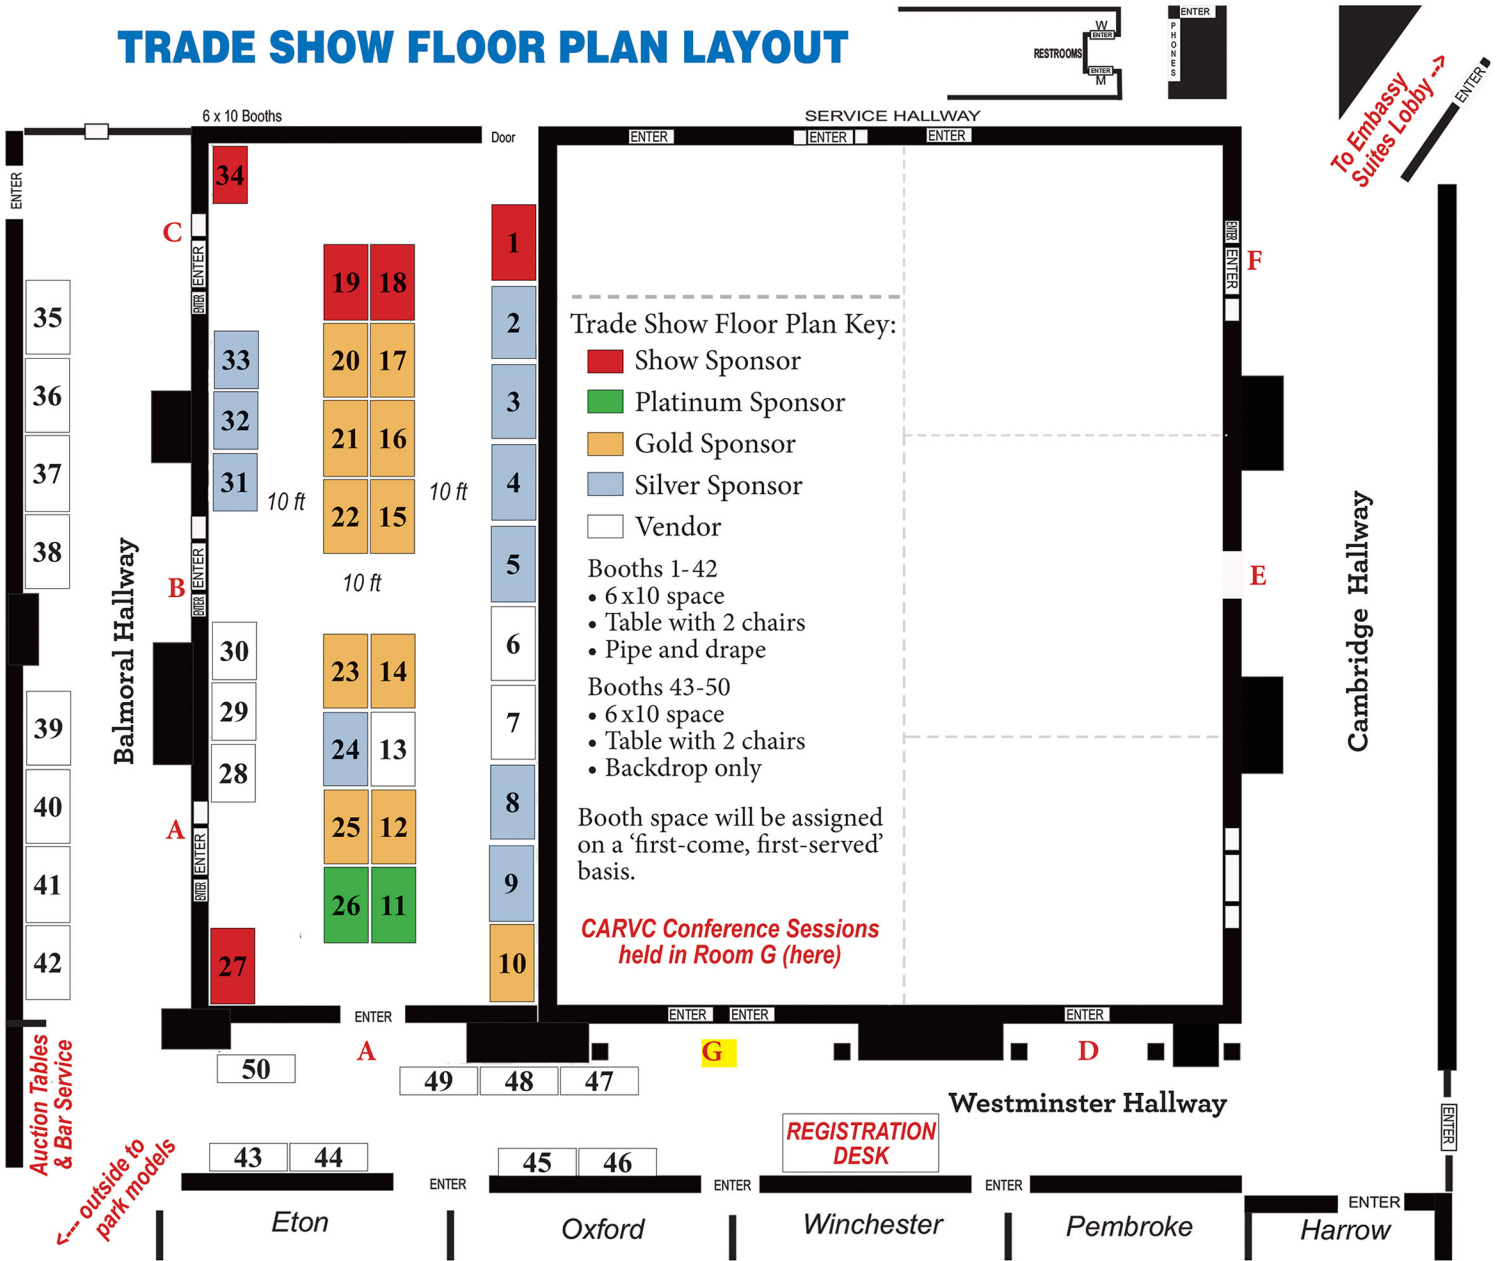 TRADE SHOW FLOOR PLAN LAYOUT
W
ENTER
RESTROOMS
ENTER
M
ENTER
PHONES
To Embassy
Suites Lobby -->
ENTER
6 x 10 Booths
Door
SERVICE HALLWAY
ENTER
ENTER
ENTER
ENTER
34
C
ENTER
ENTER
1
19
18
F
ENTER
ENTER
35
36
37
38
33
32
31
20
17
21
16
22
15
2
3
4
5
10 ft
10 ft
10 ft
Trade Show Floor Plan Key:
Show Sponsor
Platinum Sponsor
Gold Sponsor
Silver Sponsor
Vendor
Booths 1-42
• 6x10 space
• Table with 2 chairs
• Pipe and drape
Booths 43-50
• 6x10 space
• Table with 2 chairs
• Backdrop only
Booth space will be assigned
on a ‘first-come, first-served’
basis.
CARVC Conference Sessions
held in Room G (here)
Balmoral Hallway
B
ENTER
ENTER
E
Cambridge Hallway
30
29
28
23
14
24
13
25
12
26
11
6
7
8
9
10
39
40
41
42
A
ENTER
ENTER
27
ENTER
ENTER
ENTER
ENTER
A
G
D
50
49
48
47
Westminster Hallway
Auction Tables
& Bar Service
REGISTRATION
DESK
ENTER
43
44
45
46
<--- outside to
park models
ENTER
ENTER
ENTER
ENTER
Eton
Oxford
Winchester
Pembroke
Harrow